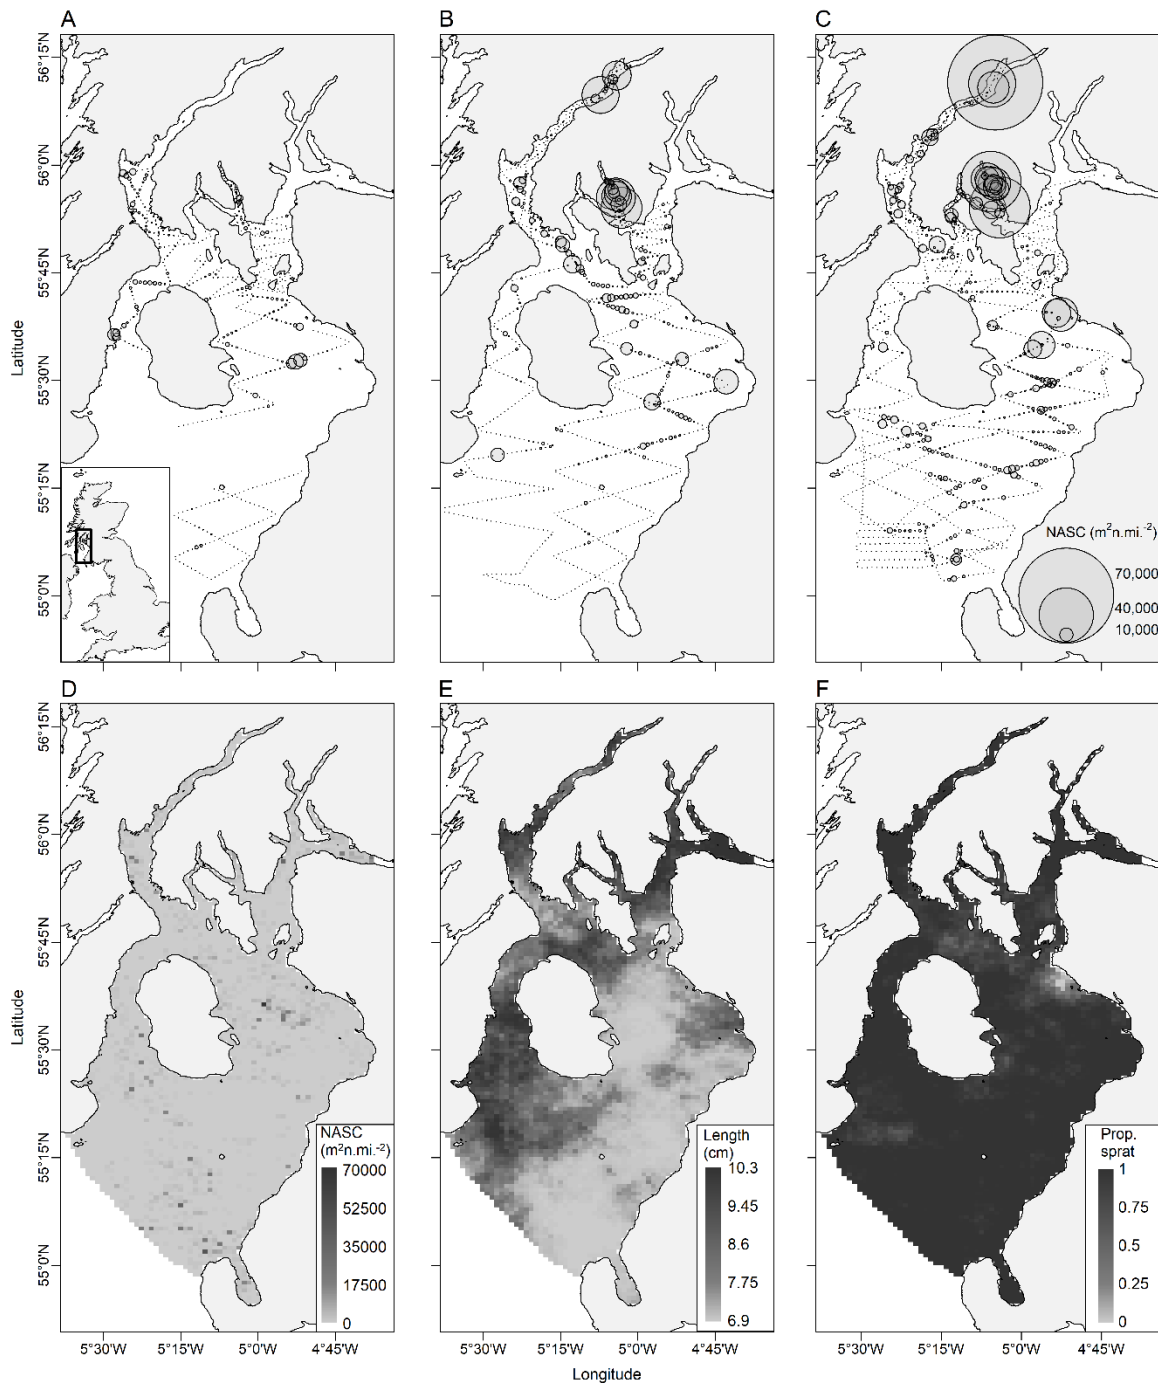 A
B
C
56°15'N
56°0'N
55°45'N
55°30'N
55°15'N
55°0'N
Latitude
NASC (m²n.mi.⁻²)
70,000
40,000
10,000
D
E
F
56°15'N
56°0'N
55°45'N
55°30'N
55°15'N
55°0'N
Latitude
NASC
(m²n.mi.⁻²)
70000
52500
35000
17500
0
Length
(cm)
10.3
9.45
8.6
7.75
6.9
Prop.
sprat
1
0.75
0.5
0.25
0
5°30'W 5°15'W 5°0'W 4°45'W
5°30'W 5°15'W 5°0'W 4°45'W
5°30'W 5°15'W 5°0'W 4°45'W
Longitude